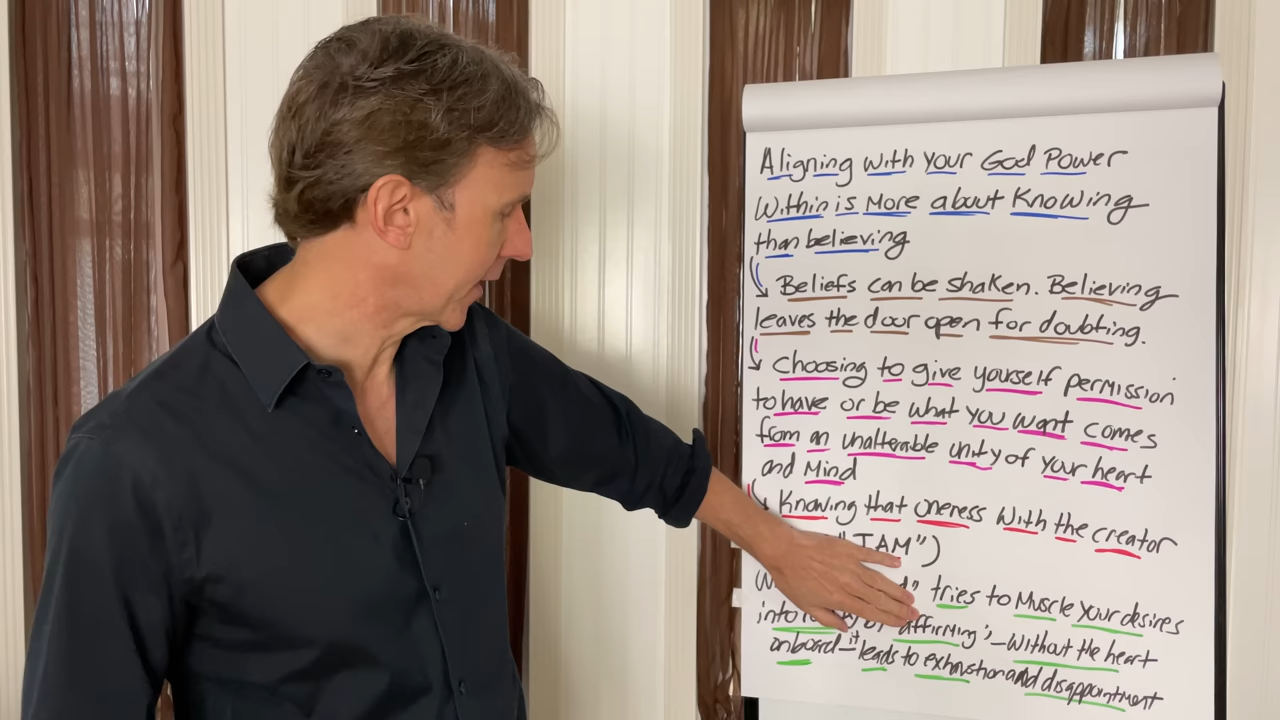 Aligning with your God Power
Within is More about Knowing
than believing
Beliefs can be shaken. Believing
leaves the door open for doubting.
Choosing to give yourself permission
to have or be what you want comes
from an unalterable unity of your heart
and Mind
Knowing that oneness with the creator
"I AM")
tries to Muscle your desires
into "affirming", - without the heart
onboard - it leads to exhaustion and disappointment